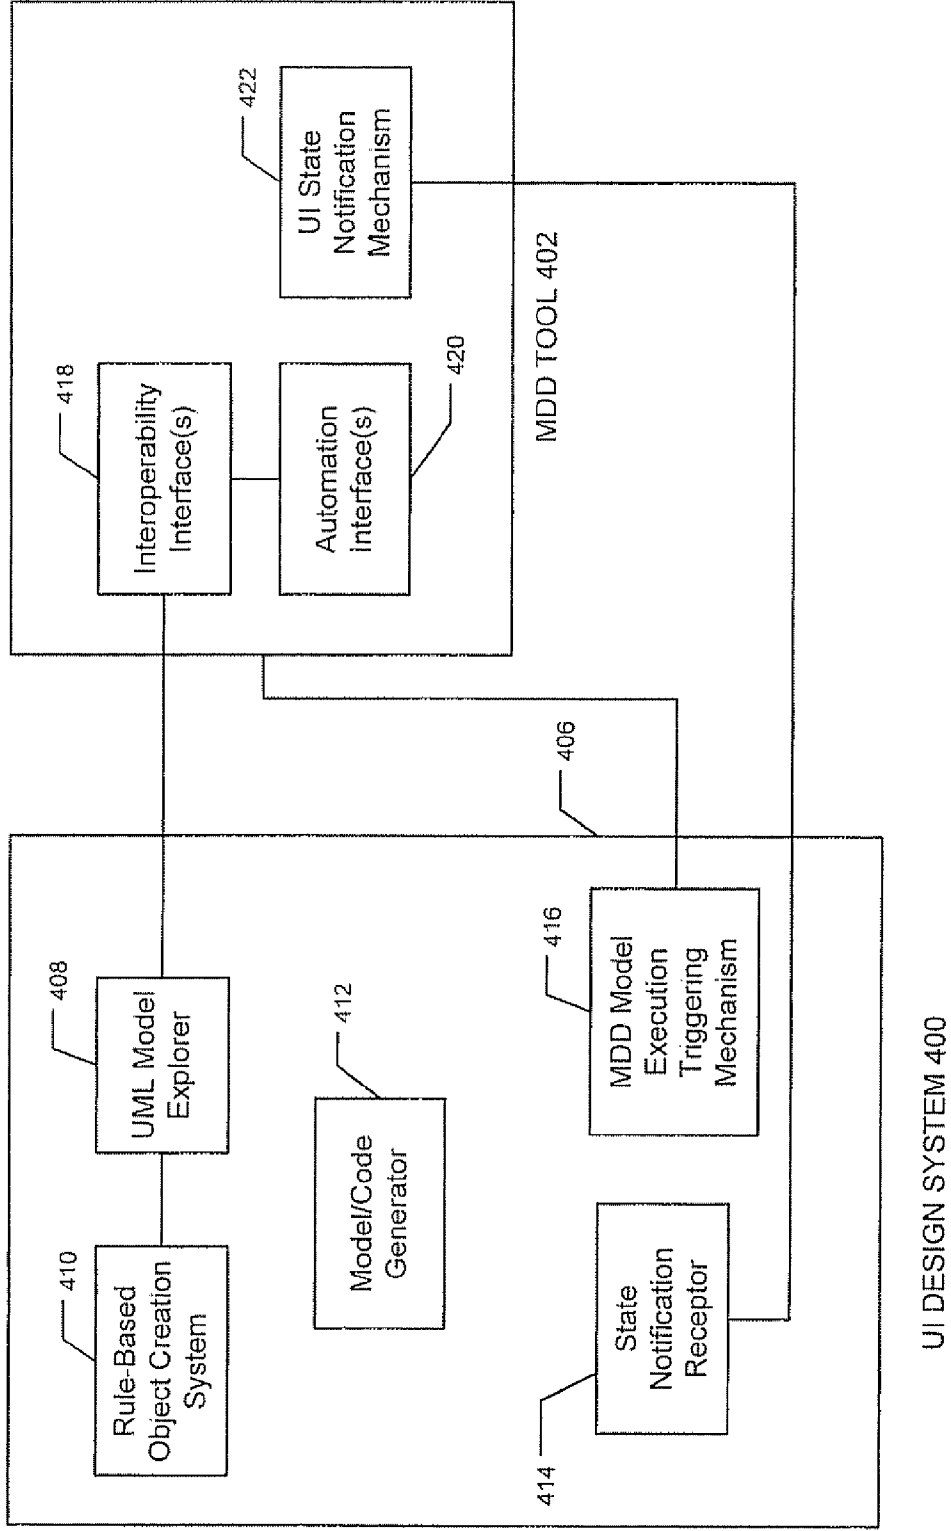 410
Rule-Based
Object Creation
System
408
UML Model
Explorer
418
Interoperability
Interface(s)
412
Model/Code
Generator
Automation
interface(s)
420
422
UI State
Notification
Mechanism
414
State
Notification
Receptor
416
MDD Model
Execution
Triggering
Mechanism
406
MDD TOOL 402
UI DESIGN SYSTEM 400